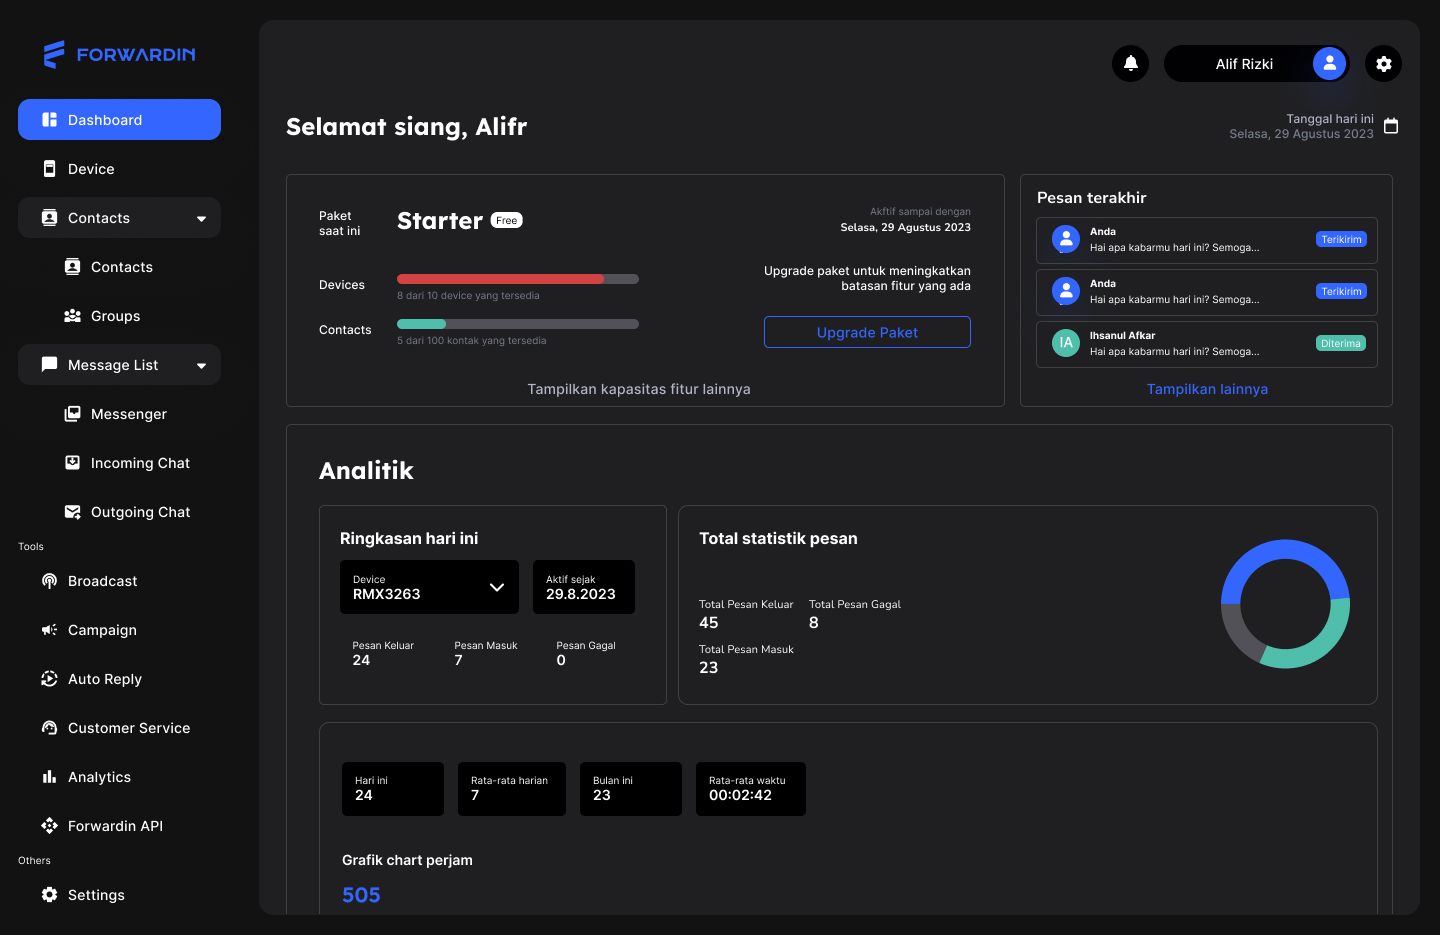 FORWARDIN
Dashboard
Device
Contacts
Contacts
Groups
Message List
Messenger
Incoming Chat
Outgoing Chat
Tools
Broadcast
Campaign
Auto Reply
Customer Service
Analytics
Forwardin API
Others
Settings
Alif Rizki
Selamat siang, Alifr
Tanggal hari ini
Selasa, 29 Agustus 2023
Paket
saat ini
Starter Free
Akftif sampai dengan
Selasa, 29 Agustus 2023
Devices
8 dari 10 device yang tersedia
Contacts
5 dari 100 kontak yang tersedia
Upgrade paket untuk meningkatkan
batasan fitur yang ada
Upgrade Paket
Tampilkan kapasitas fitur lainnya
Pesan terakhir
Anda
Hai apa kabarmu hari ini? Semoga...
Terikirim
Anda
Hai apa kabarmu hari ini? Semoga...
Terikirim
IA
Ihsanul Afkar
Hai apa kabarmu hari ini? Semoga...
Diterima
Tampilkan lainnya
Analitik
Ringkasan hari ini
Device
RMX3263
Aktif sejak
29.8.2023
Pesan Keluar
24
Pesan Masuk
7
Pesan Gagal
0
Total statistik pesan
Total Pesan Keluar
45
Total Pesan Gagal
8
Total Pesan Masuk
23
Hari ini
24
Rata-rata harian
7
Bulan ini
23
Rata-rata waktu
00:02:42
Grafik chart perjam
505